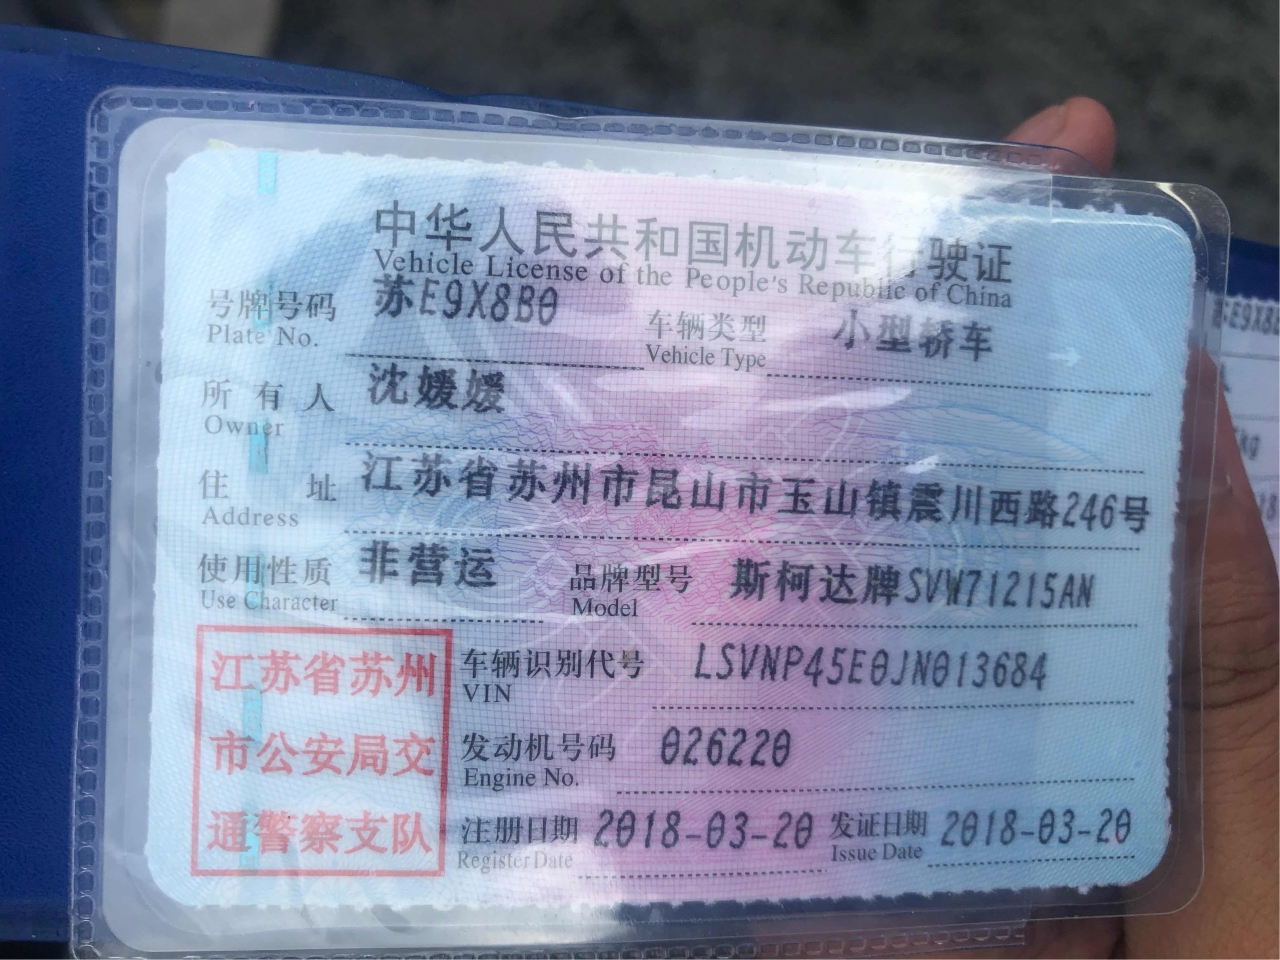 中华人民共和国机动车行驶证
Vehicle License of the People's Republic of China
号牌号码 苏E9X8B0 车辆类型 小型轿车
Plate No. Vehicle Type
所有人 沈媛媛
Owner
住址 江苏省苏州市昆山市玉山镇震川西路246号
Address
使用性质 非营运 品牌型号 斯柯达牌SVW71215AN
Use Character Model
江苏省苏州
市公安局交
通警察支队
车辆识别代号 LSVNP45E0JN013684
VIN
发动机号码 026220
Engine No.
注册日期 2018-03-20 发证日期 2018-03-20
Register Date Issue Date